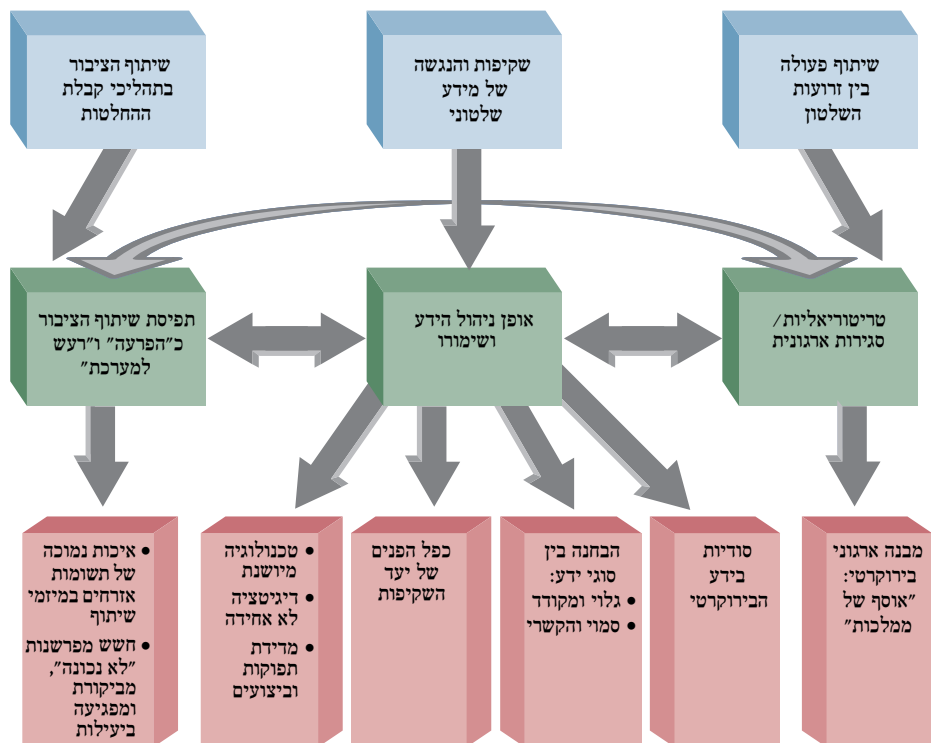 שיתוף פעולה
בין זרועות
השלטון
שקיפות והנגשה
של מידע
שלטוני
שיתוף הציבור
בתהליכי קבלת
ההחלטות
טריטוריאליות/
סגירות ארגונית
אופן ניהול הידע
ושימורו
תפיסת שיתוף הציבור
כ"הפרעה" ו"רעש
למערכת"
מבנה ארגוני
בירוקרטי:
"אוסף של
ממלכות"
סודיות
בידע
הבירוקרטי
הבחנה בין
סוגי ידע:
• גלוי ומקודד
• סמוי והקשרי
כפל הפנים
של יעד
השקיפות
• טכנולוגיה
מיושנת
• דיגיטציה
לא אחידה
• מדידת
תפוקות
וביצועים
• איכות נמוכה
של תשומות
אזרחים במיזמי
שיתוף
• חשש מפרשנות
"לא נכונה",
מביקורת
ומפגיעה
ביעילות